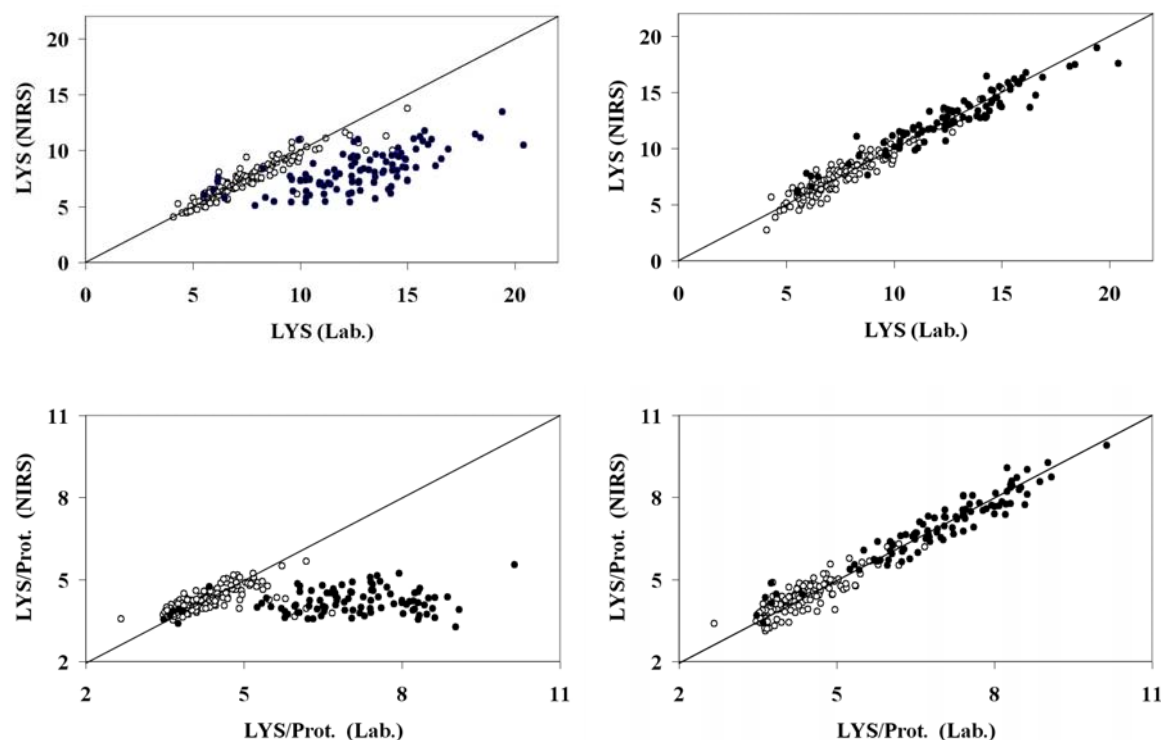 LYS (NIRS)
20
15
10
5
0
0 5 10 15 20
LYS (Lab.)
LYS (NIRS)
20
15
10
5
0
0 5 10 15 20
LYS (Lab.)
LYS/Prot. (NIRS)
11
8
5
2
2 5 8 11
LYS/Prot. (Lab.)
LYS/Prot. (NIRS)
11
8
5
2
2 5 8 11
LYS/Prot. (Lab.)